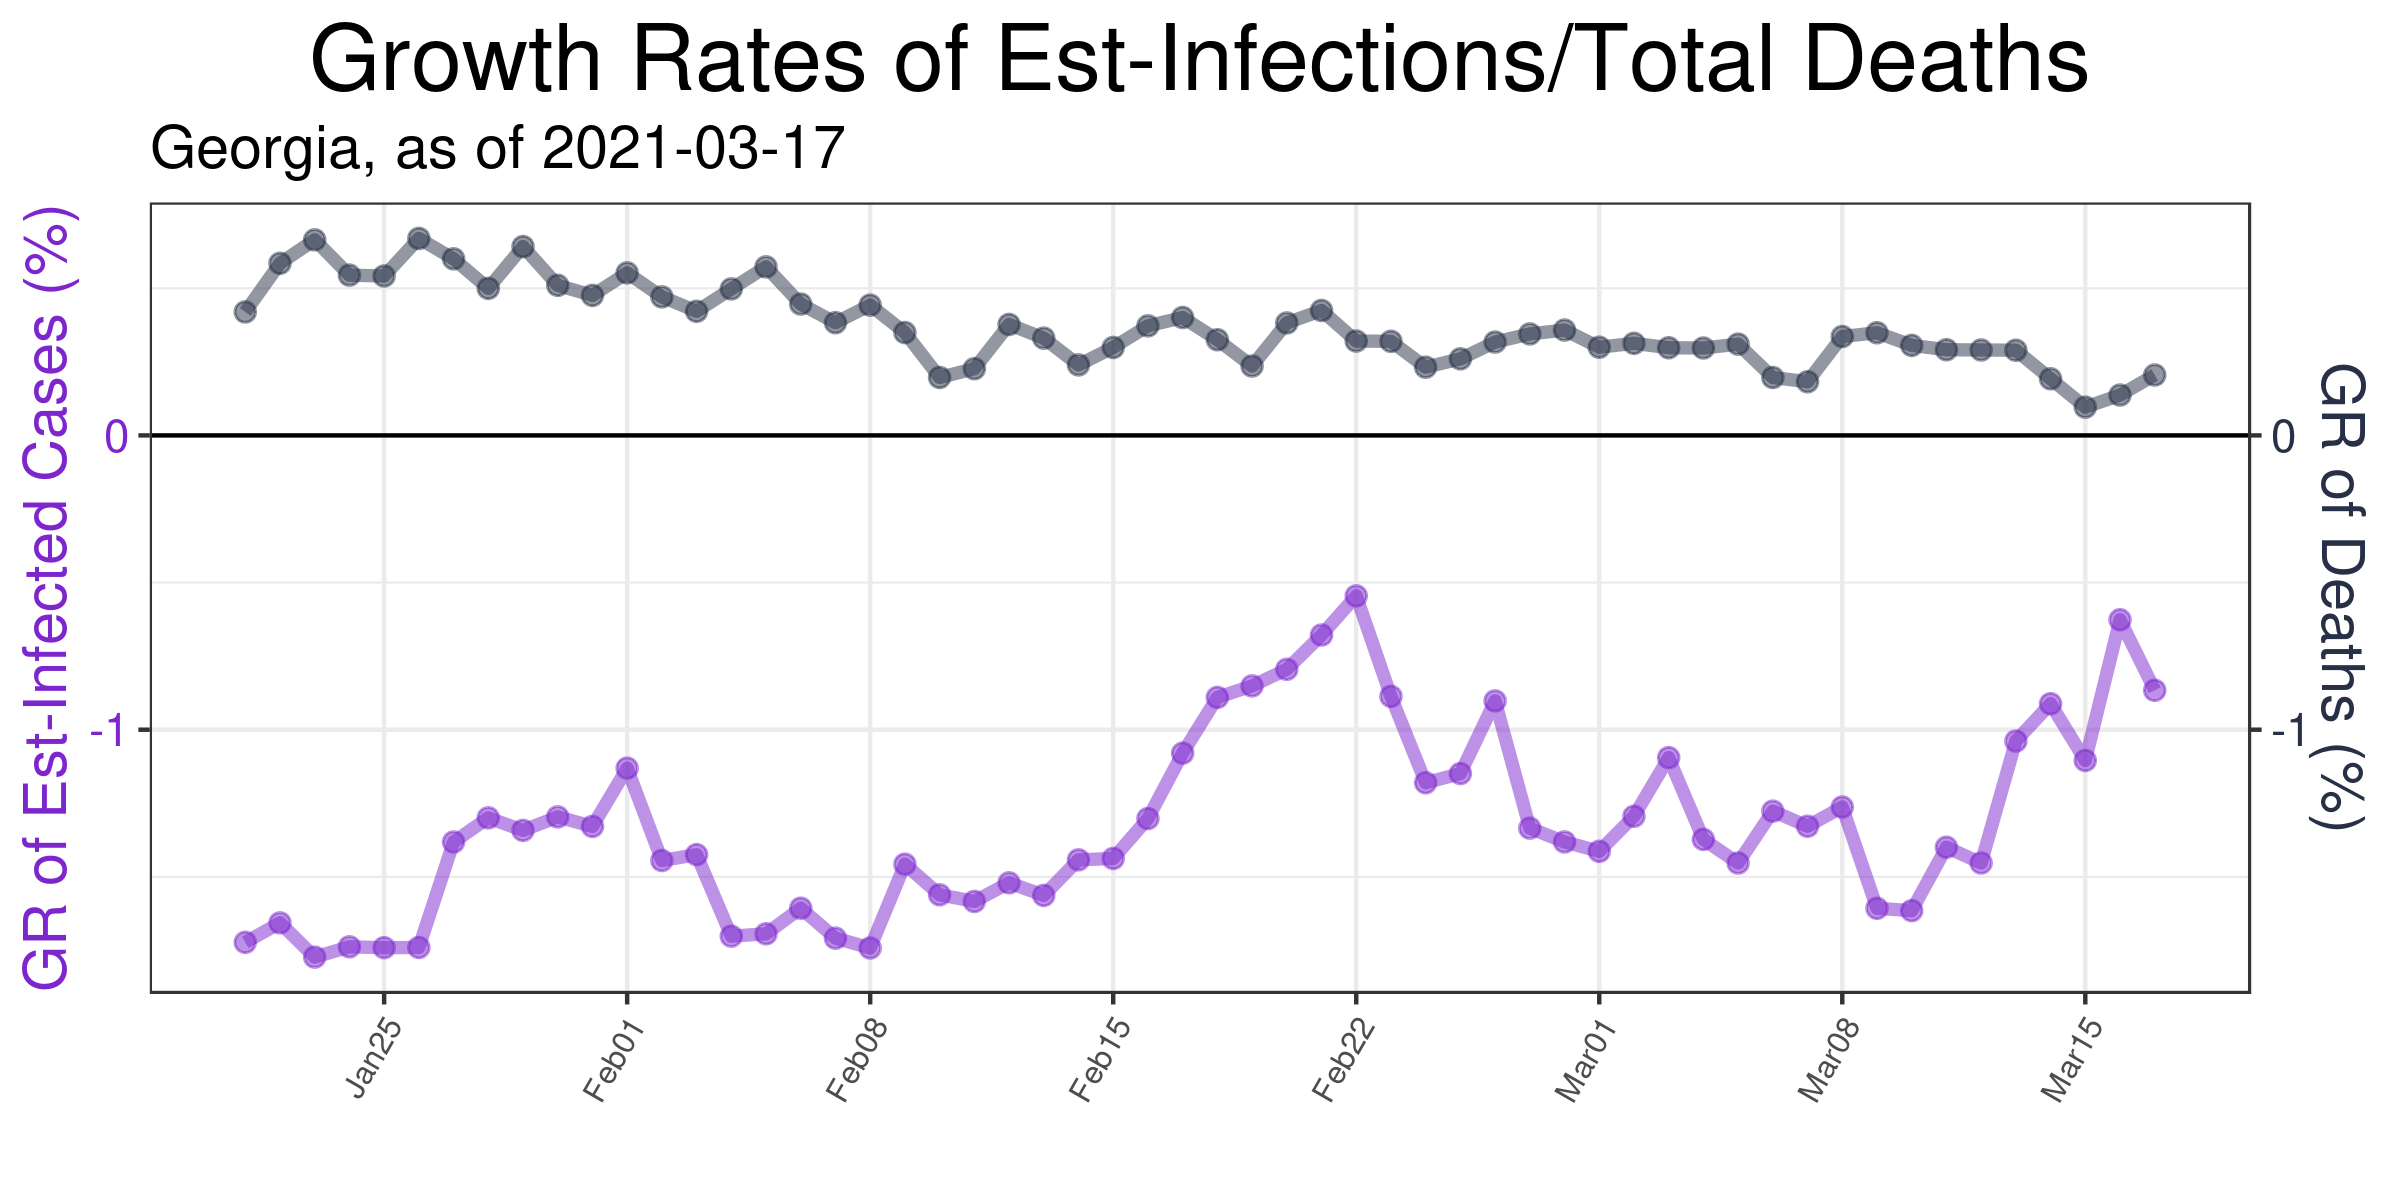 Growth Rates of Est-Infections/Total Deaths
Georgia, as of 2021-03-17
GR of Est-Infected Cases (%)
0
-1
GR of Deaths (%)
0
-1
Jan25
Feb01
Feb08
Feb15
Feb22
Mar01
Mar08
Mar15